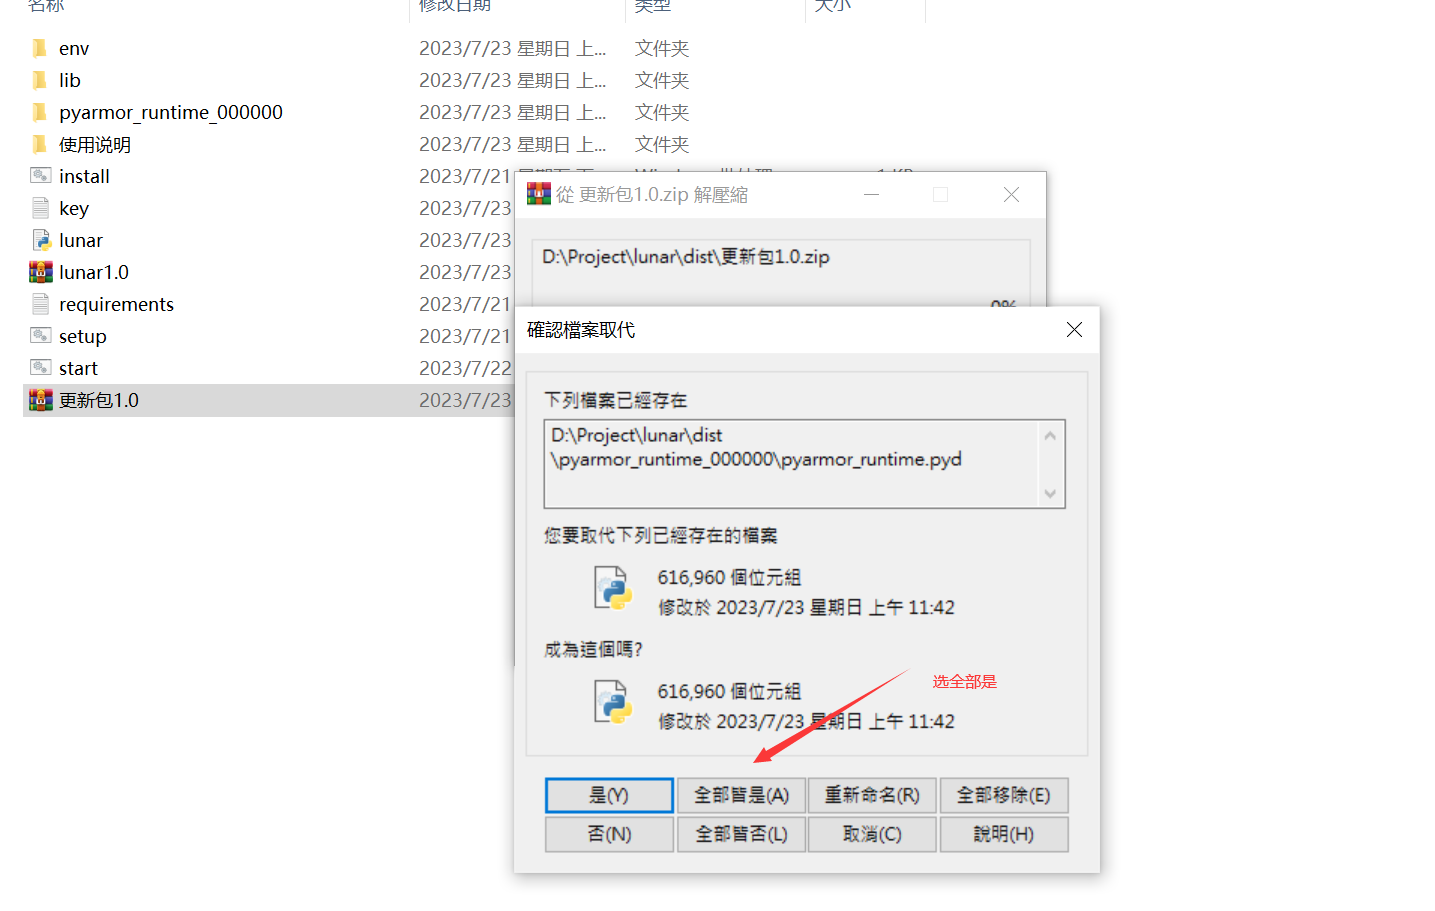 名称 修改日期 类型 大小
env 2023/7/23 星期日 上... 文件夹
lib 2023/7/23 星期日 上... 文件夹
pyarmor_runtime_000000 2023/7/23 星期日 上... 文件夹
使用说明 2023/7/23 星期日 上... 文件夹
install 2023/7/21
key 2023/7/23
lunar 2023/7/23
lunar1.0 2023/7/23
requirements 2023/7/21
setup 2023/7/21
start 2023/7/22
更新包1.0 2023/7/23
從 更新包1.0.zip 解壓縮
D:\Project\lunar\dist\更新包1.0.zip
0%
確認檔案取代
下列檔案已經存在
D:\Project\lunar\dist
\pyarmor_runtime_000000\pyarmor_runtime.pyd
您要取代下列已經存在的檔案
616,960 個位元組
修改於 2023/7/23 星期日 上午 11:42
成為這個嗎?
616,960 個位元組
修改於 2023/7/23 星期日 上午 11:42
选全部是
是(Y) 全部皆是(A) 重新命名(R) 全部移除(E)
否(N) 全部皆否(L) 取消(C) 說明(H)